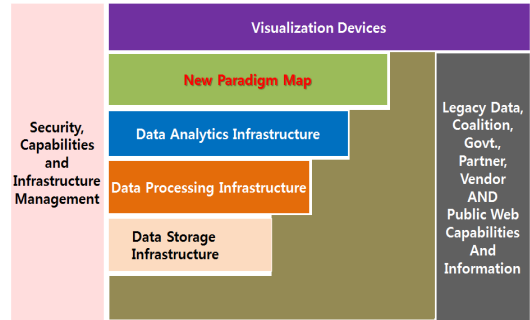 Visualization Devices
New Paradigm Map
Security,
Capabilities
and
Infrastructure
Management
Data Analytics Infrastructure
Data Processing Infrastructure
Data Storage
Infrastructure
Legacy Data,
Coalition,
Govt.,
Partner,
Vendor
AND
Public Web
Capabilities
And
Information